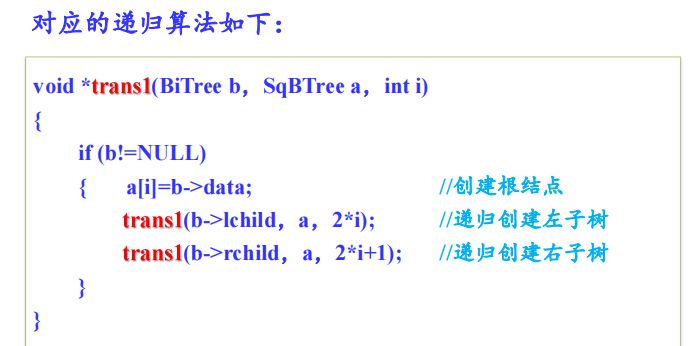 对应的递归算法如下：
void *trans1(BiTree b，SqBTree a，int i)
{
if (b!=NULL)
{ a[i]=b->data; //创建根结点
trans1(b->lchild，a，2*i); //递归创建左子树
trans1(b->rchild，a，2*i+1); //递归创建右子树
}
}